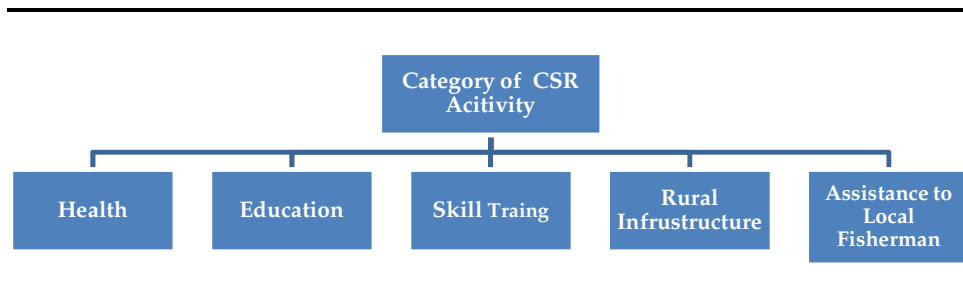 Category of CSR
Acitivity
Health
Education
Skill Traing
Rural
Infrustructure
Assistance to
Local
Fisherman